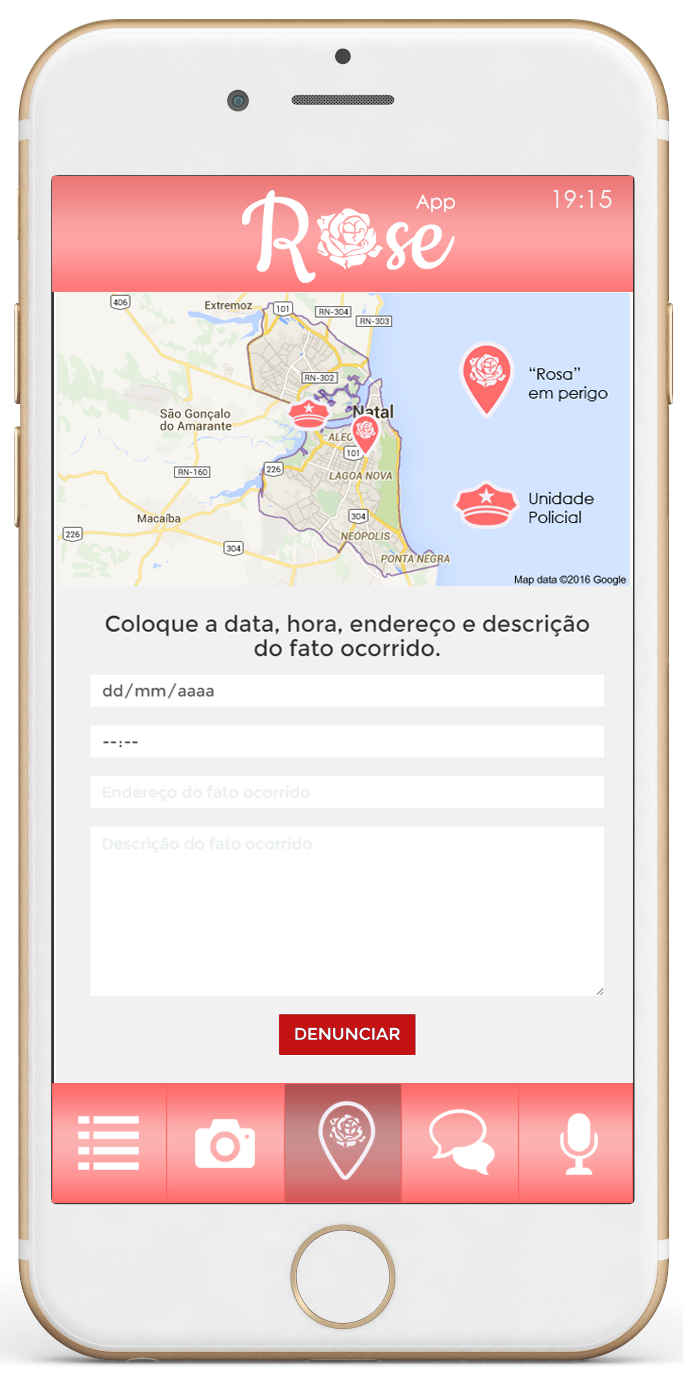 App
Rose
19:15
406
Extremoz
101
RN-304
RN-303
RN-302
São Gonçalo
do Amarante
Natal
ALEC
101
LAGOA NOVA
RN-160
226
Macaíba
304
226
304
NEÓPOLIS
PONTA NEGRA
“Rosa”
em perigo
Unidade
Policial
Map data ©2016 Google
Coloque a data, hora, endereço e descrição
do fato ocorrido.
dd/mm/aaaa
--:--
Endereço do fato ocorrido
Descrição do fato ocorrido
DENUNCIAR